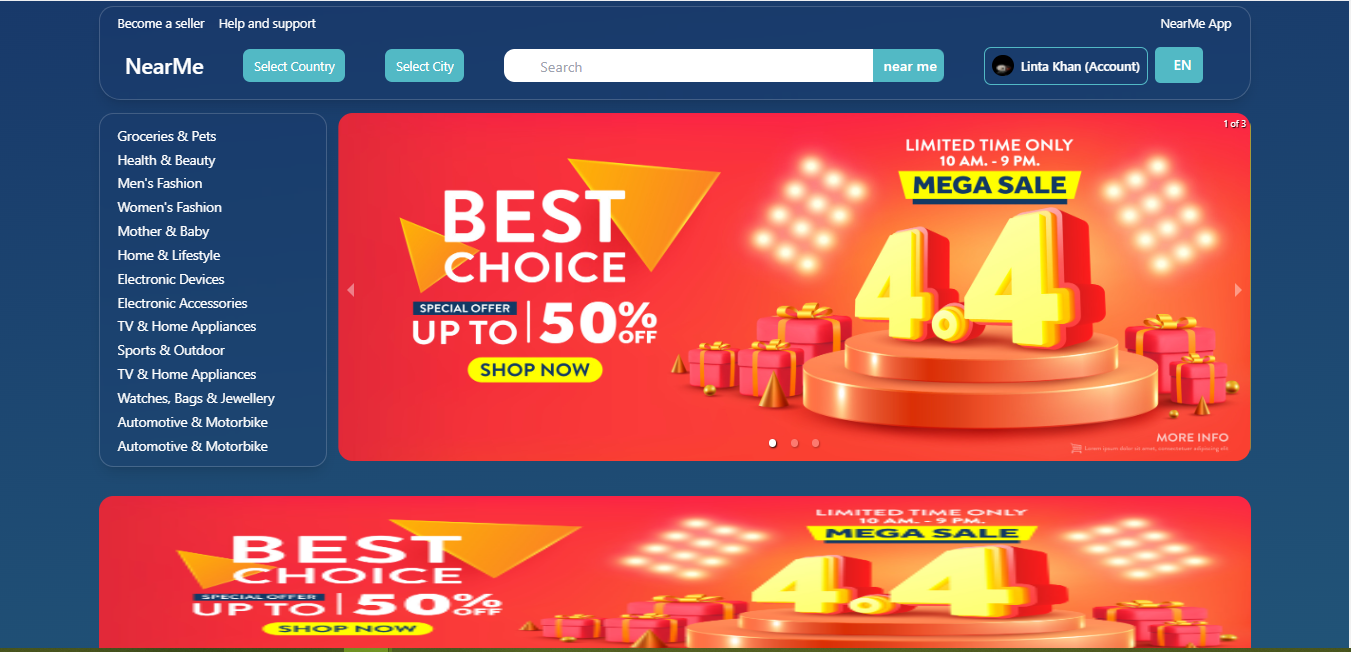 Become a seller Help and support NearMe App
NearMe Select Country Select City Search near me Linta Khan (Account) EN
Groceries & Pets
Health & Beauty
Men's Fashion
Women's Fashion
Mother & Baby
Home & Lifestyle
Electronic Devices
Electronic Accessories
TV & Home Appliances
Sports & Outdoor
TV & Home Appliances
Watches, Bags & Jewellery
Automotive & Motorbike
Automotive & Motorbike
1 of 3
BEST
CHOICE
SPECIAL OFFER
UP TO 50% OFF
SHOP NOW
LIMITED TIME ONLY
10 AM. - 9 PM.
MEGA SALE
4.4
MORE INFO
Lorem ipsum dolor sit amet, consectetuer adipiscing elit
BEST
CHOICE
SPECIAL OFFER
UP TO 50% OFF
SHOP NOW
LIMITED TIME ONLY
10 AM. - 9 PM.
MEGA SALE
4.4